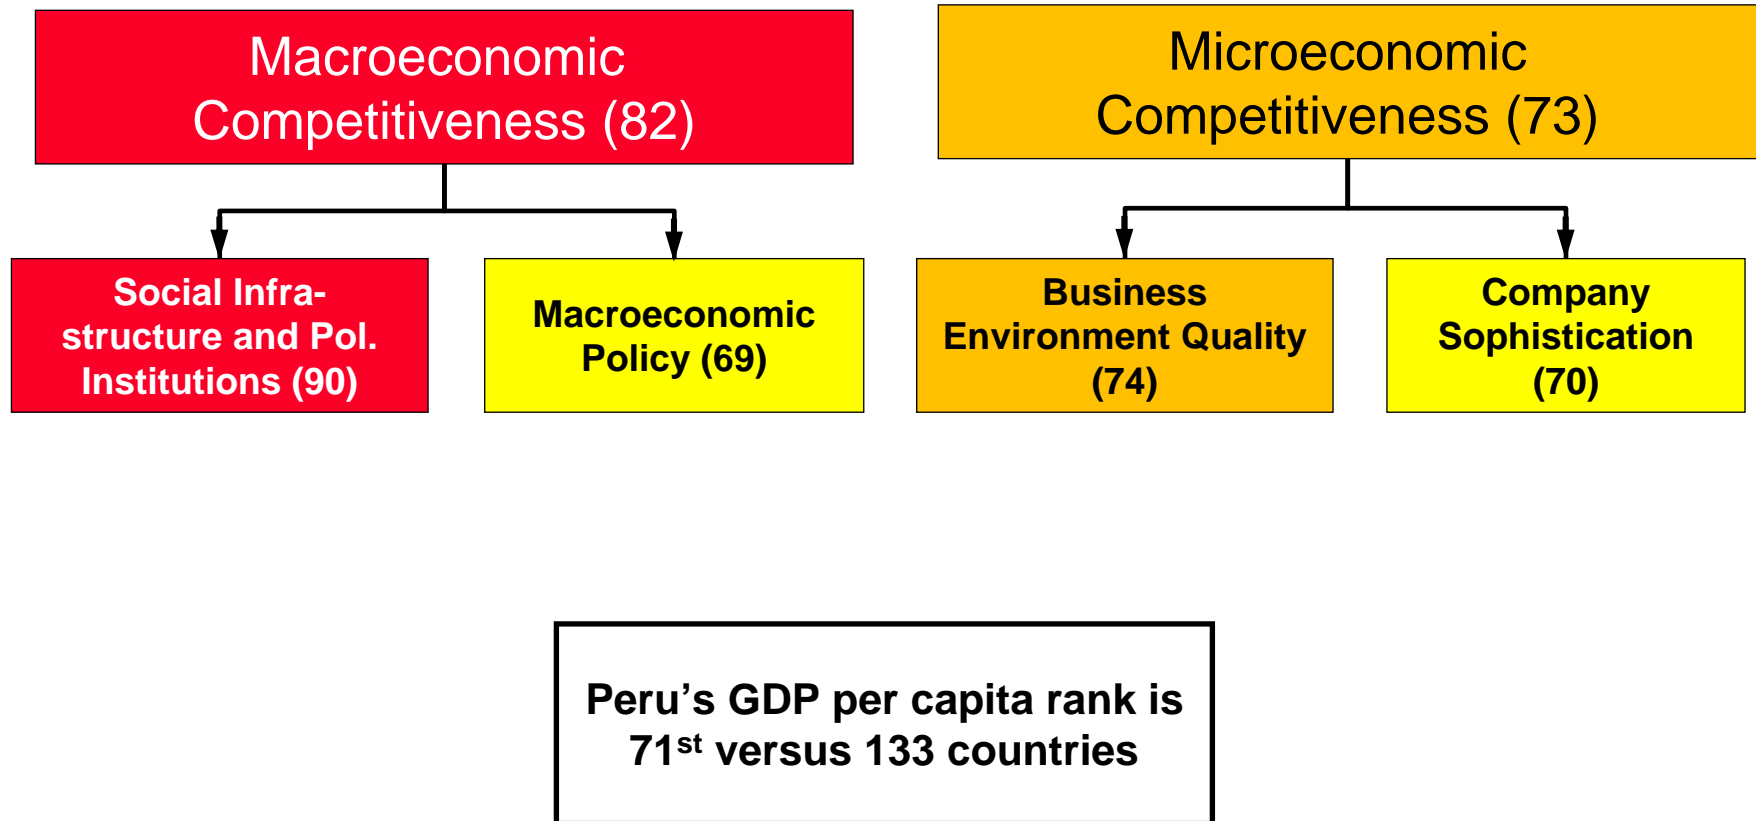 Macroeconomic
Competitiveness (82)
Microeconomic
Competitiveness (73)
Social Infra-
structure and Pol.
Institutions (90)
Macroeconomic
Policy (69)
Business
Environment Quality
(74)
Company
Sophistication
(70)
Peru’s GDP per capita rank is
71st versus 133 countries